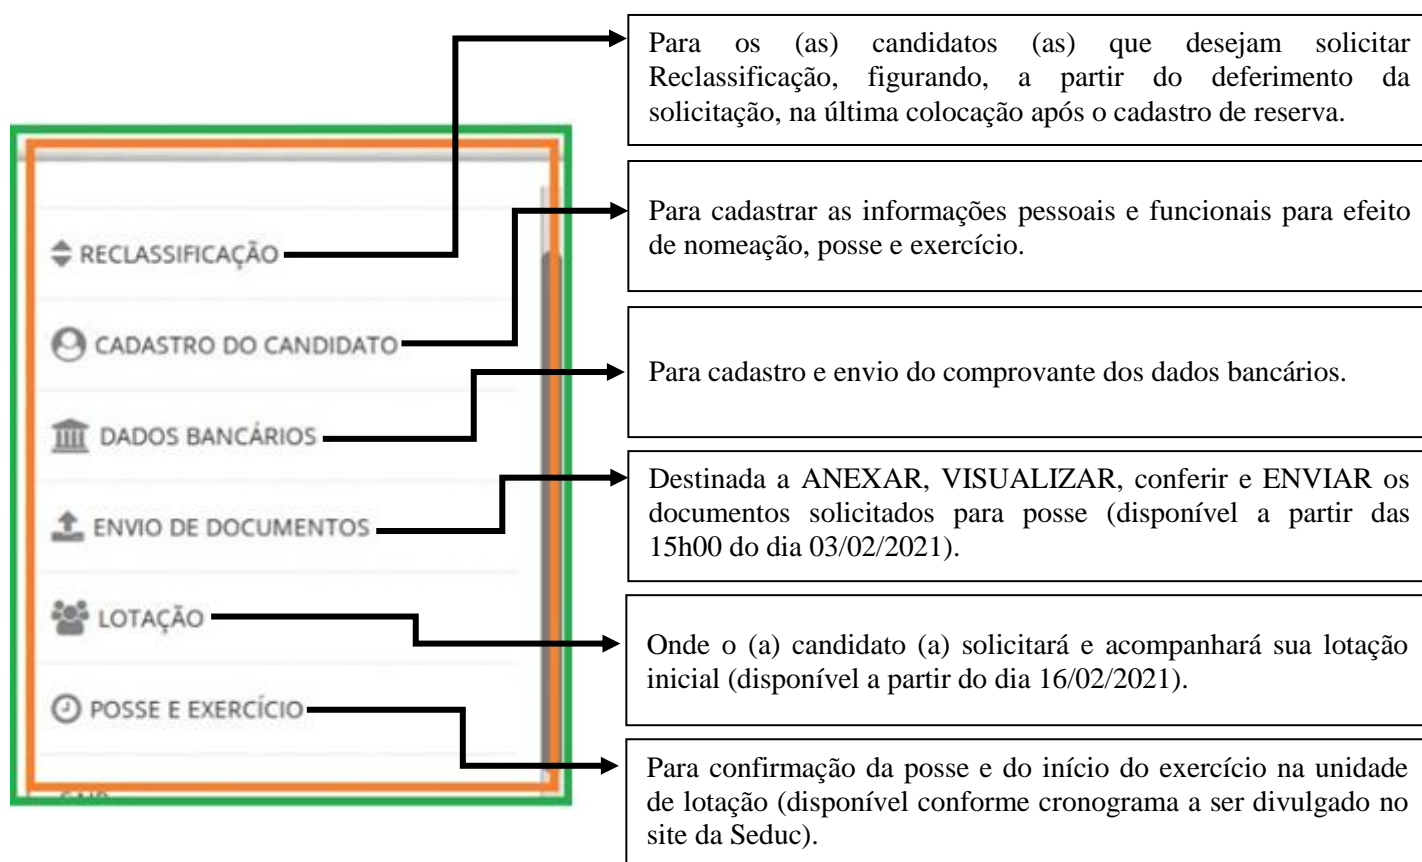 Para os (as) candidatos (as) que desejam solicitar
Reclassificação, figurando, a partir do deferimento da
solicitação, na última colocação após o cadastro de reserva.
RECLASSIFICAÇÃO
Para cadastrar as informações pessoais e funcionais para efeito
de nomeação, posse e exercício.
CADASTRO DO CANDIDATO
Para cadastro e envio do comprovante dos dados bancários.
DADOS BANCÁRIOS
Destinada a ANEXAR, VISUALIZAR, conferir e ENVIAR os
documentos solicitados para posse (disponível a partir das
15h00 do dia 03/02/2021).
ENVIO DE DOCUMENTOS
Onde o (a) candidato (a) solicitará e acompanhará sua lotação
inicial (disponível a partir do dia 16/02/2021).
LOTAÇÃO
Para confirmação da posse e do início do exercício na unidade
de lotação (disponível conforme cronograma a ser divulgado no
site da Seduc).
POSSE E EXERCÍCIO